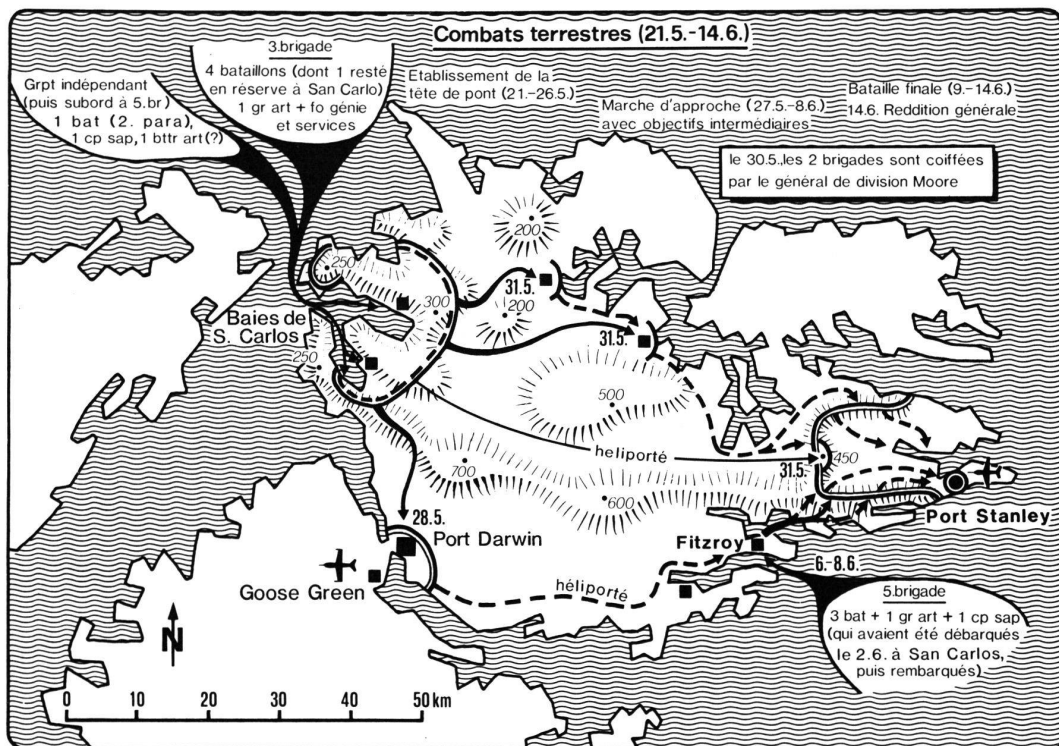 Combats terrestres (21.5.-14.6.)
3.brigade
4 bataillons (dont 1 resté
en réserve à San Carlo)
1 gr art + fo génie
et services
Grpt indépendant
(puis subord à 5.br)
1 bat (2. para),
1 cp sap, 1 bttr art(?)
Etablissement de la
tête de pont (21.-26.5.)
Marche d'approche (27.5.-8.6.)
avec objectifs intermédiaires
Bataille finale (9.-14.6.)
14.6. Reddition générale
le 30.5.,les 2 brigades sont coiffées
par le général de division Moore
200
250
31.5.
300
200
Baies de
S. Carlos
31.5.
250
500
héliporté
450
31.5.
700
600
28.5.
Port Darwin
Port Stanley
Fitzroy
6.-8.6.
Goose Green
héliporté
5.brigade
3 bat + 1 gr art + 1 cp sap
(qui avaient été débarqués
le 2.6. à San Carlos,
puis rembarqués)
N
0 10 20 30 40 50 km